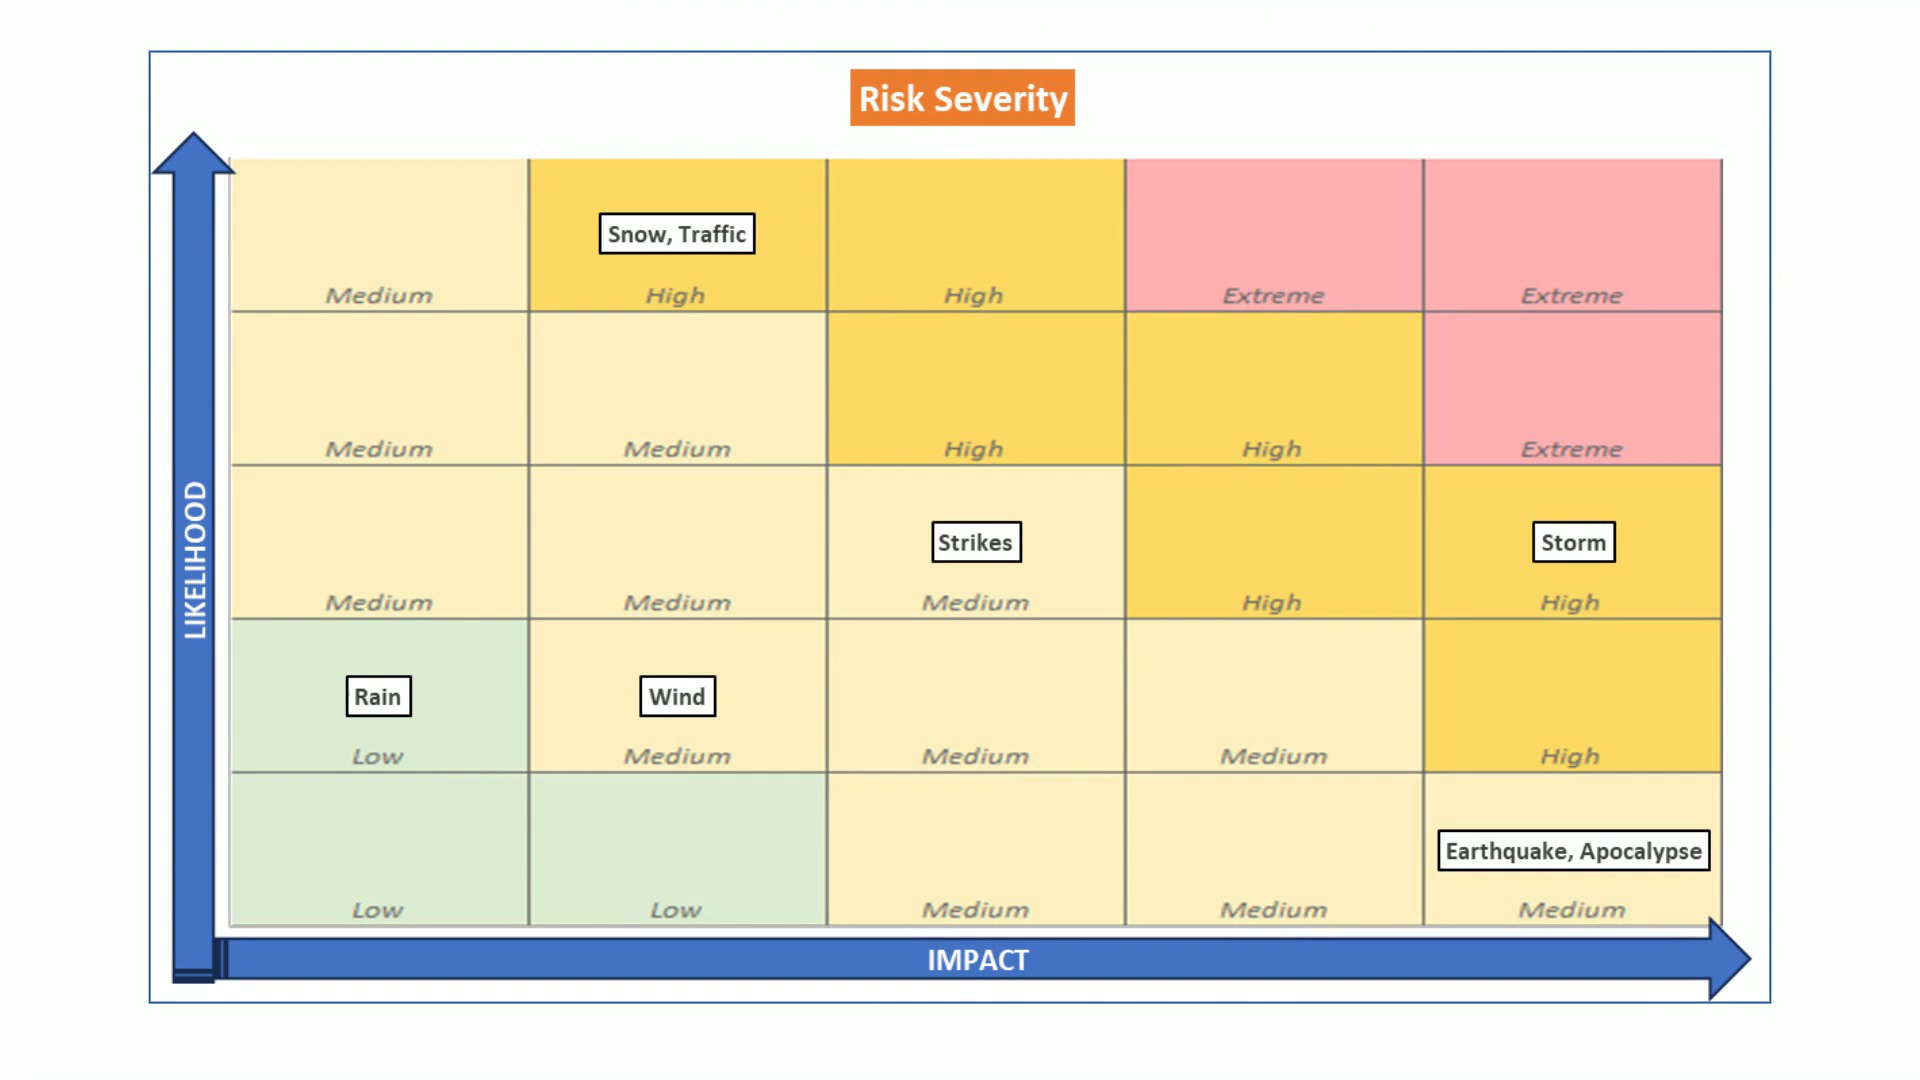 Risk Severity
Snow, Traffic
Medium High High Extreme Extreme
Medium Medium High High Extreme
Strikes Storm
Medium Medium Medium High High
Rain Wind
Low Medium Medium Medium High
Earthquake, Apocalypse
Low Low Medium Medium Medium
LIKELIHOOD
IMPACT